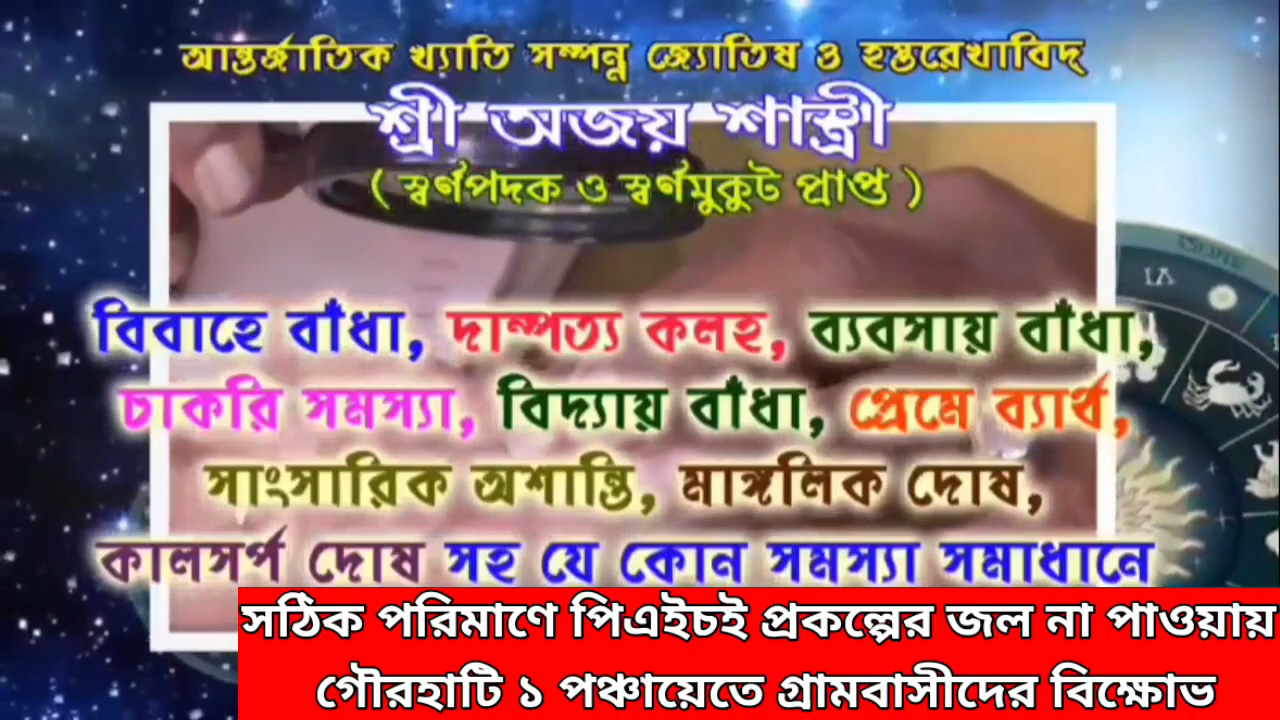 আন্তর্জাতিক খ্যাতি সম্পন্ন জ্যোতিষ ও হস্তরেখাবিদ্
শ্রী অজয় শাস্ত্রী
( স্বর্ণপদক ও স্বর্ণমুকুট প্রাপ্ত )
বিবাহে বাঁধা, দাম্পত্য কলহ, ব্যবসায় বাঁধা,
চাকরি সমস্যা, বিদ্যায় বাঁধা, প্রেমে ব্যার্থ,
সাংসারিক অশান্তি, মাঙ্গলিক দোষ,
কালসর্প দোষ সহ যে কোন সমস্যা সমাধানে
সঠিক পরিমাণে পিএইচই প্রকল্পের জল না পাওয়ায়
গৌরহাটি ১ পঞ্চায়েতে গ্রামবাসীদের বিক্ষোভ